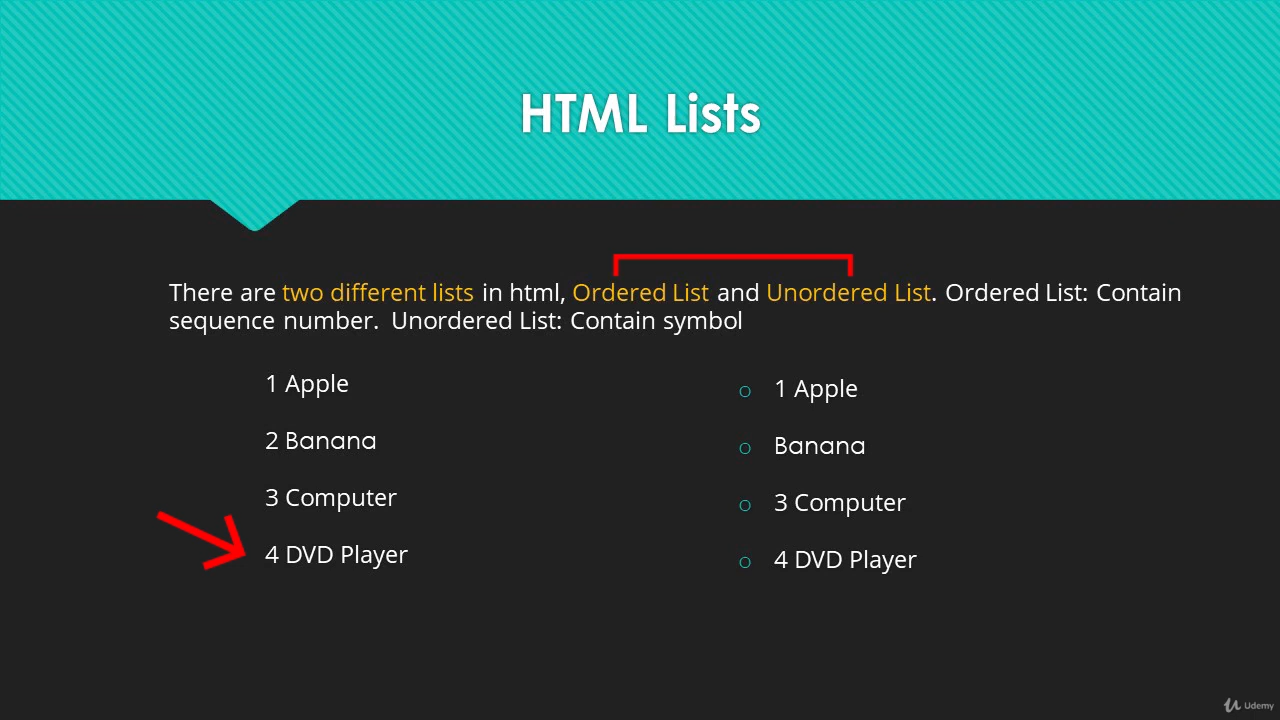 HTML Lists
There are two different lists in html, Ordered List and Unordered List. Ordered List: Contain
sequence number. Unordered List: Contain symbol
1 Apple
2 Banana
3 Computer
4 DVD Player
o 1 Apple
o Banana
o 3 Computer
o 4 DVD Player
Udemy